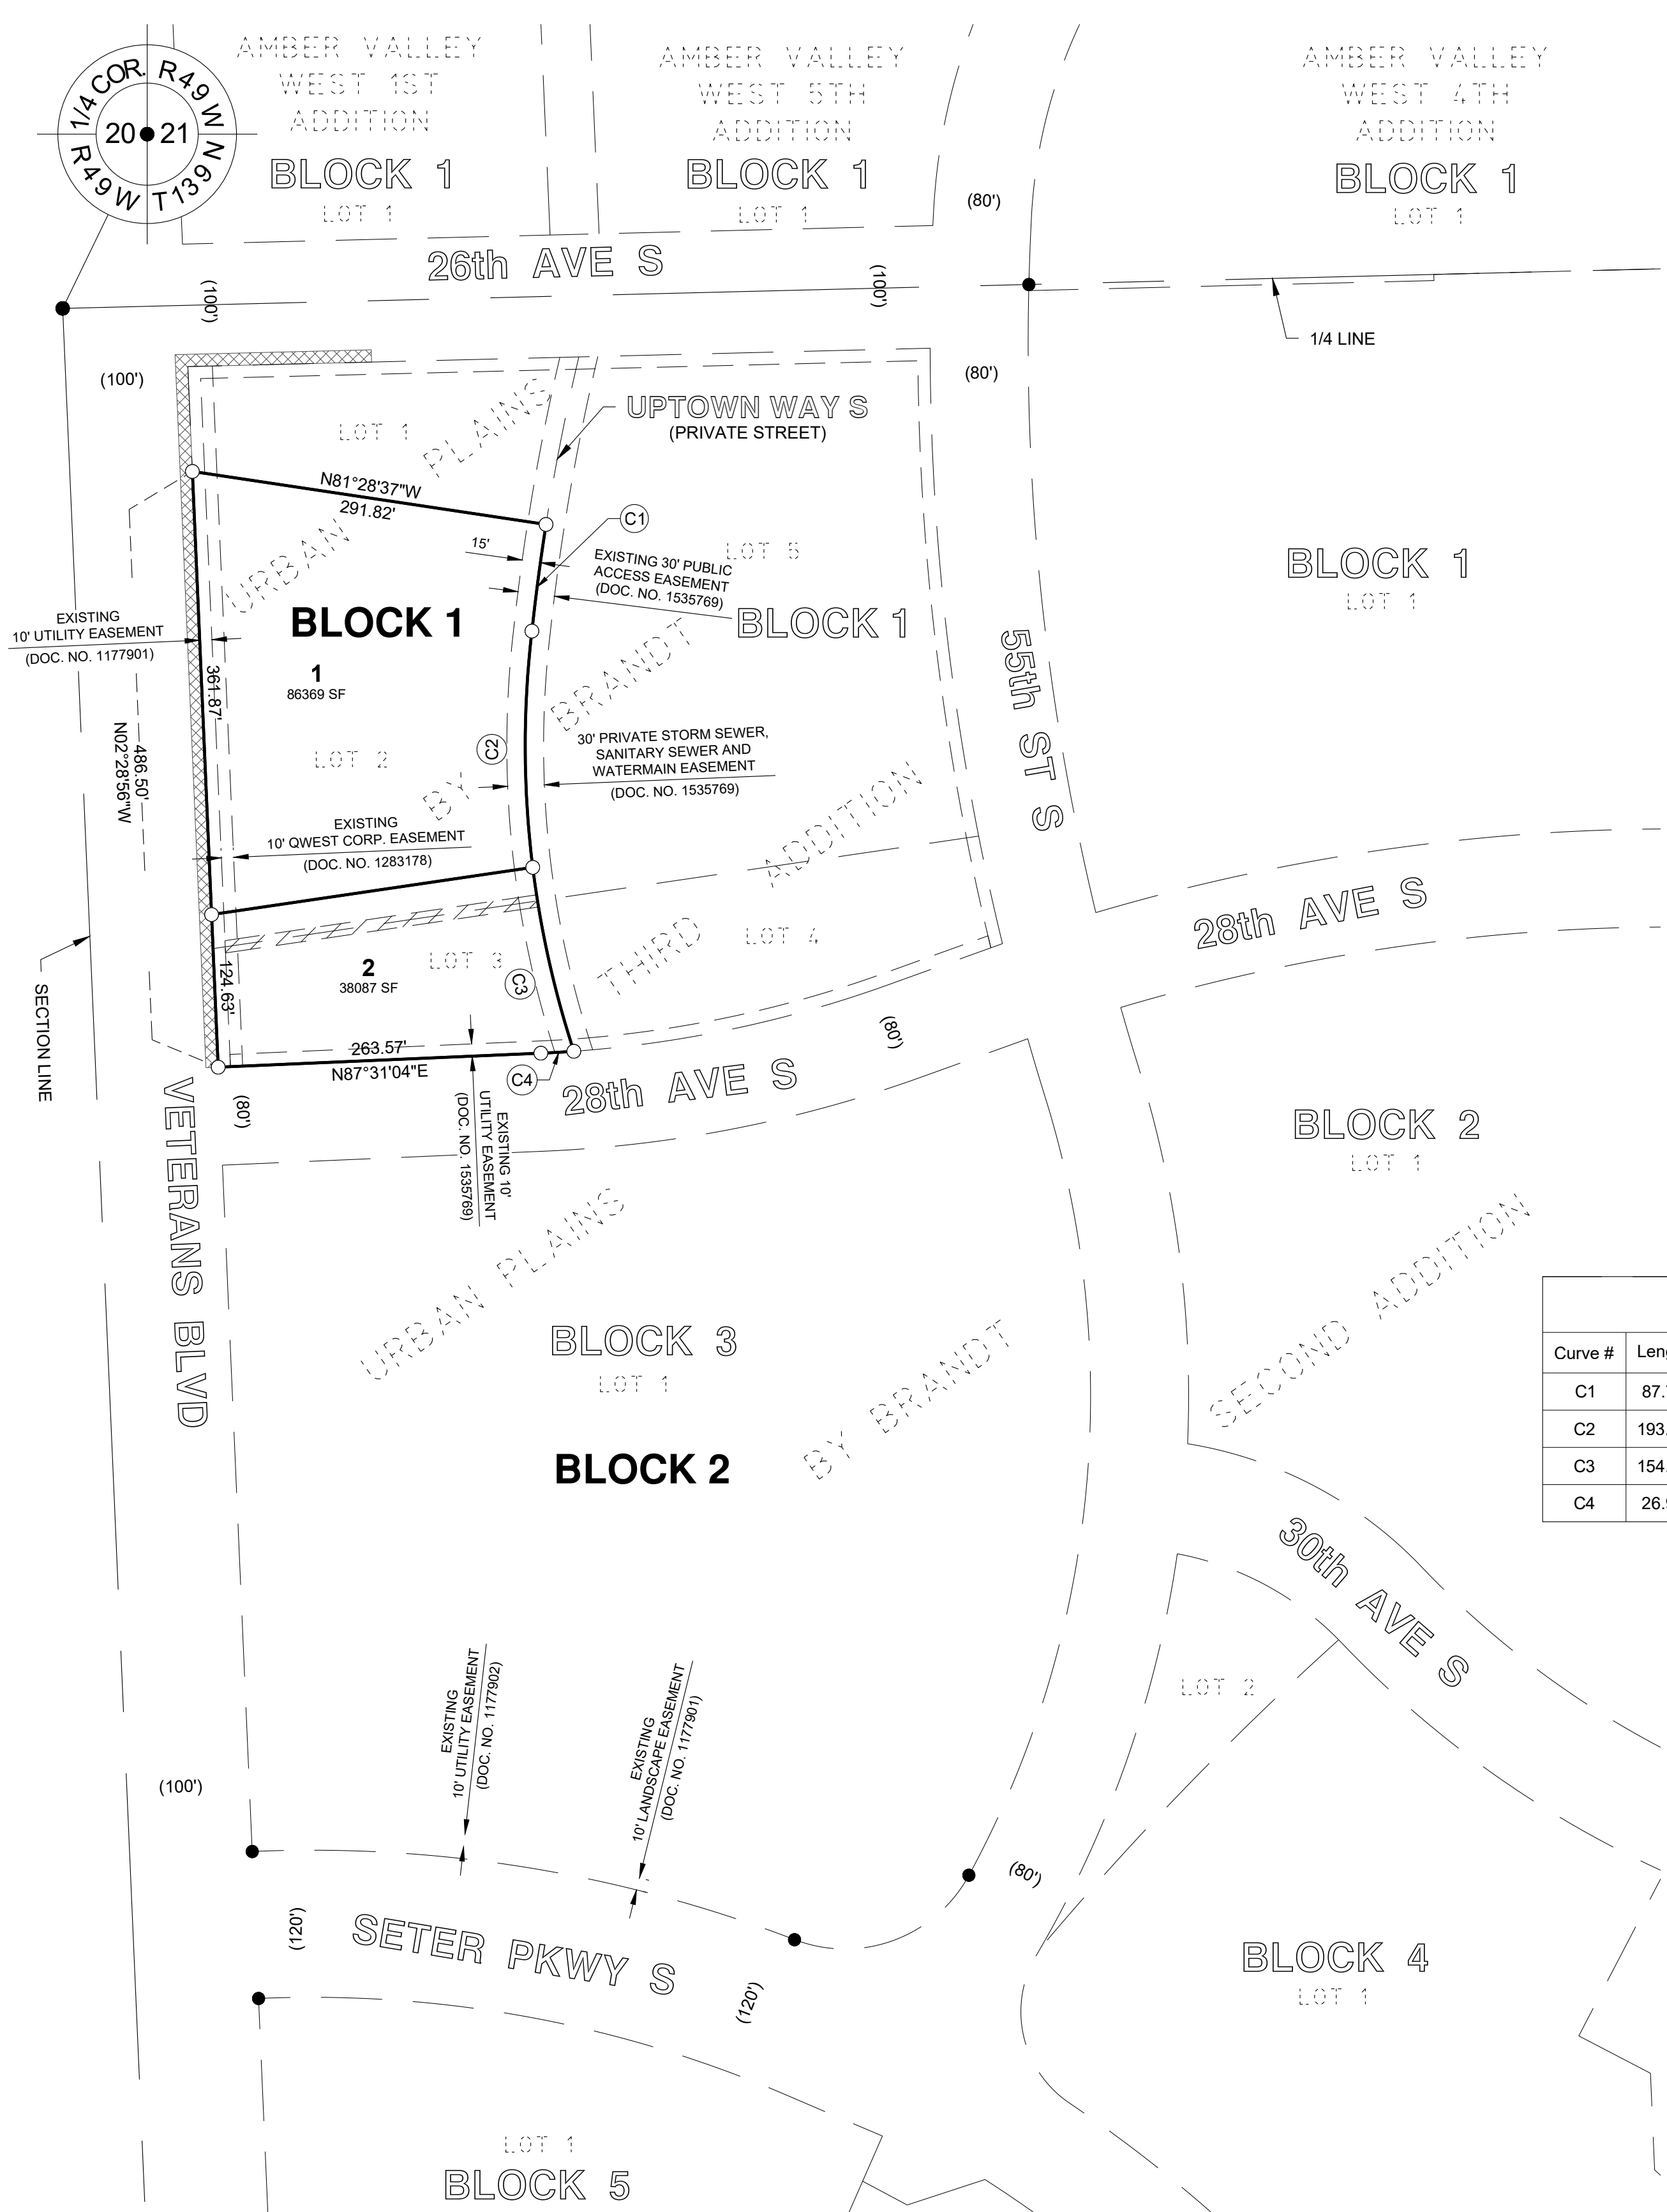 1/4 COR. R49W
20 21
R49W T139N
AMBER VALLEY
WEST 1ST
ADDITION
BLOCK 1
LOT 1
AMBER VALLEY
WEST 5TH
ADDITION
BLOCK 1
LOT 1
AMBER VALLEY
WEST 4TH
ADDITION
BLOCK 1
LOT 1
(80')
26th AVE S
(100')
(100')
1/4 LINE
(100')
(80')
LOT 1
UPTOWN WAY S
(PRIVATE STREET)
URBAN PLAINS
N81°28'37"W
291.82'
C1
15'
EXISTING 30' PUBLIC
ACCESS EASEMENT
(DOC. NO. 1535769)
LOT 5
BLOCK 1
BLOCK 1
LOT 1
EXISTING
10' UTILITY EASEMENT
(DOC. NO. 1177901)
BLOCK 1
1
86369 SF
361.87'
486.50'
N02°28'56"W
LOT 2
BY BRANDT
C2
30' PRIVATE STORM SEWER,
SANITARY SEWER AND
WATERMAIN EASEMENT
(DOC. NO. 1535769)
55th ST S
EXISTING
10' QWEST CORP. EASEMENT
(DOC. NO. 1283178)
THIRD ADDITION
28th AVE S
2
38087 SF
LOT 3
LOT 4
124.63'
C3
SECTION LINE
263.57'
N87°31'04"E
C4
28th AVE S
(80')
(80')
EXISTING 10'
UTILITY EASEMENT
(DOC. NO. 1535769)
VETERANS BLVD
BLOCK 2
LOT 1
URBAN PLAINS
BY BRANDT
SECOND ADDITION
BLOCK 3
LOT 1
BLOCK 2
Curve #
C1 87.
C2 193.
C3 154.
C4 26.
30th AVE S
LOT 2
EXISTING
10' UTILITY EASEMENT
(DOC. NO. 1177902)
EXISTING
10' LANDSCAPE EASEMENT
(DOC. NO. 1177901)
(100')
(80')
(120')
SETER PKWY S
(120')
BLOCK 4
LOT 1
LOT 1
BLOCK 5